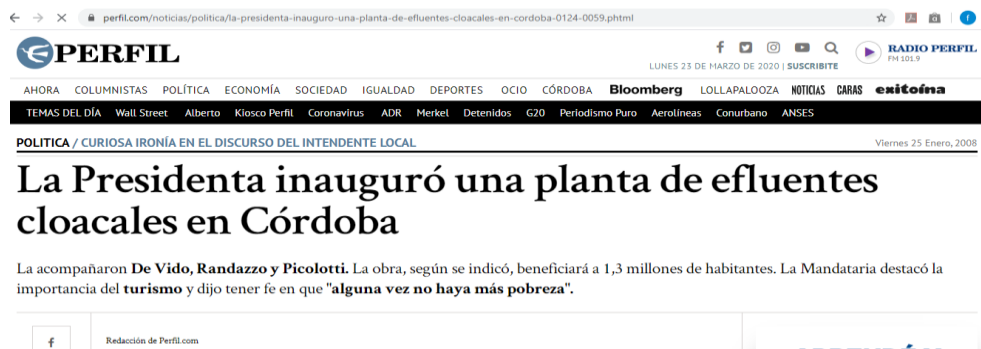 perfil.com/noticias/politica/la-presidenta-inauguro-una-planta-de-efluentes-cloacales-en-cordoba-0124-0059.phtml
PERFIL
RADIO PERFIL
FM 101.9
LUNES 23 DE MARZO DE 2020 | SUSCRIBITE
AHORA COLUMNISTAS POLÍTICA ECONOMÍA SOCIEDAD IGUALDAD DEPORTES OCIO CÓRDOBA Bloomberg LOLLAPALOOZA NOTICIAS CARAS exitoína
TEMAS DEL DÍA Wall Street Alberto Kiosco Perfil Coronavirus ADR Merkel Detenidos G20 Periodismo Puro Aerolíneas Conurbano ANSES
POLITICA / CURIOSA IRONÍA EN EL DISCURSO DEL INTENDENTE LOCAL Viernes 25 Enero, 2008
La Presidenta inauguró una planta de efluentes
cloacales en Córdoba
La acompañaron De Vido, Randazzo y Picolotti. La obra, según se indicó, beneficiará a 1,3 millones de habitantes. La Mandataria destacó la
importancia del turismo y dijo tener fe en que "alguna vez no haya más pobreza".
Redacción de Perfil.com